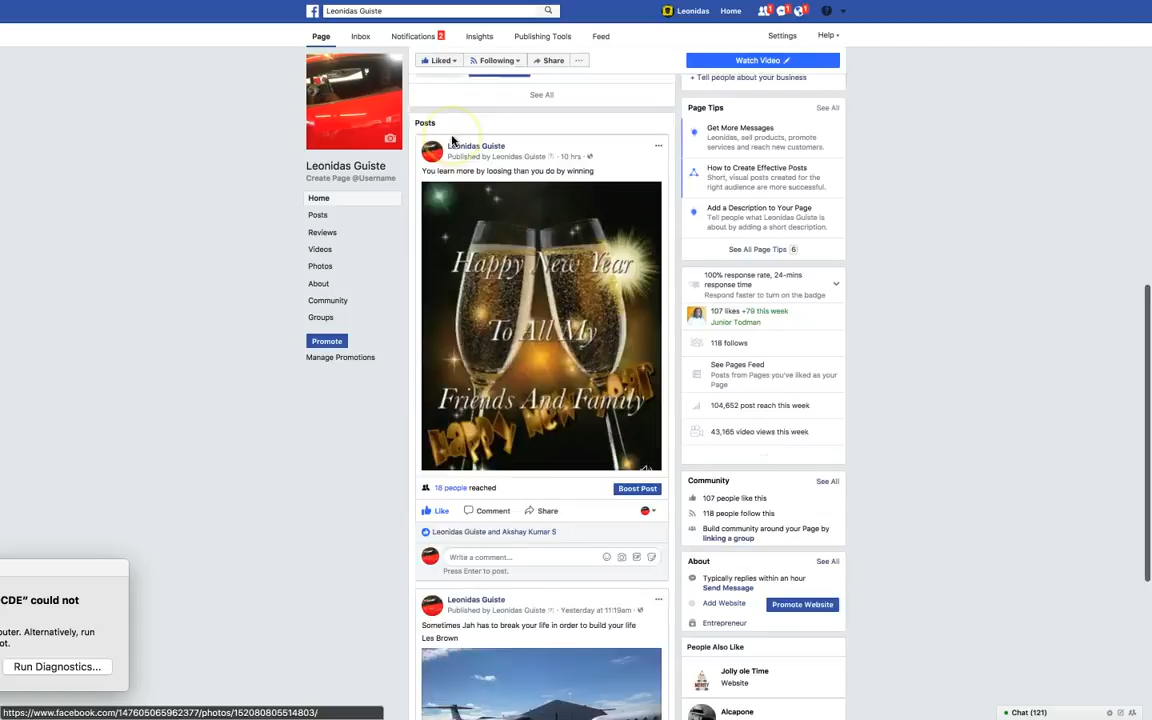 Leonidas Guiste
Leonidas
Home
1
1
1
Page
Inbox
Notifications 2
Insights
Publishing Tools
Feed
Settings
Help
Liked
Following
Share
Watch Video
+ Tell people about your business
See All
Posts
Leonidas Guiste
Published by Leonidas Guiste [?] · 10 hrs ·
You learn more by loosing than you do by winning
Happy New Year
To All My
Friends And Family
HAPPY NEW YEAR
18 people reached
Boost Post
Like
Comment
Share
Leonidas Guiste and Akshay Kumar S
Write a comment...
Press Enter to post.
Leonidas Guiste
Published by Leonidas Guiste [?] · Yesterday at 11:19am ·
Sometimes Jah has to break your life in order to build your life
Les Brown
Leonidas Guiste
Create Page @Username
Home
Posts
Reviews
Videos
Photos
About
Community
Groups
Promote
Manage Promotions
Page Tips
See All
Get More Messages
Leonidas, sell products, promote
services and reach new customers.
How to Create Effective Posts
Short, visual posts created for the
right audience are more successful.
Add a Description to Your Page
Tell people what Leonidas Guiste is
about by adding a short description.
See All Page Tips 6
100% response rate, 24-mins
response time
Respond faster to turn on the badge
107 likes +79 this week
Junior Todman
118 follows
See Pages Feed
Posts from Pages you've liked as your
Page
104,652 post reach this week
43,165 video views this week
Community
See All
107 people like this
118 people follow this
Build community around your Page by
linking a group
About
See All
Typically replies within an hour
Send Message
Add Website
Promote Website
Entrepreneur
People Also Like
Jolly ole Time
Website
Alcapone
CDE" could not
uter. Alternatively, run
ot.
Run Diagnostics...
https://www.facebook.com/147605065962377/photos/152080805514803/
Chat (121)